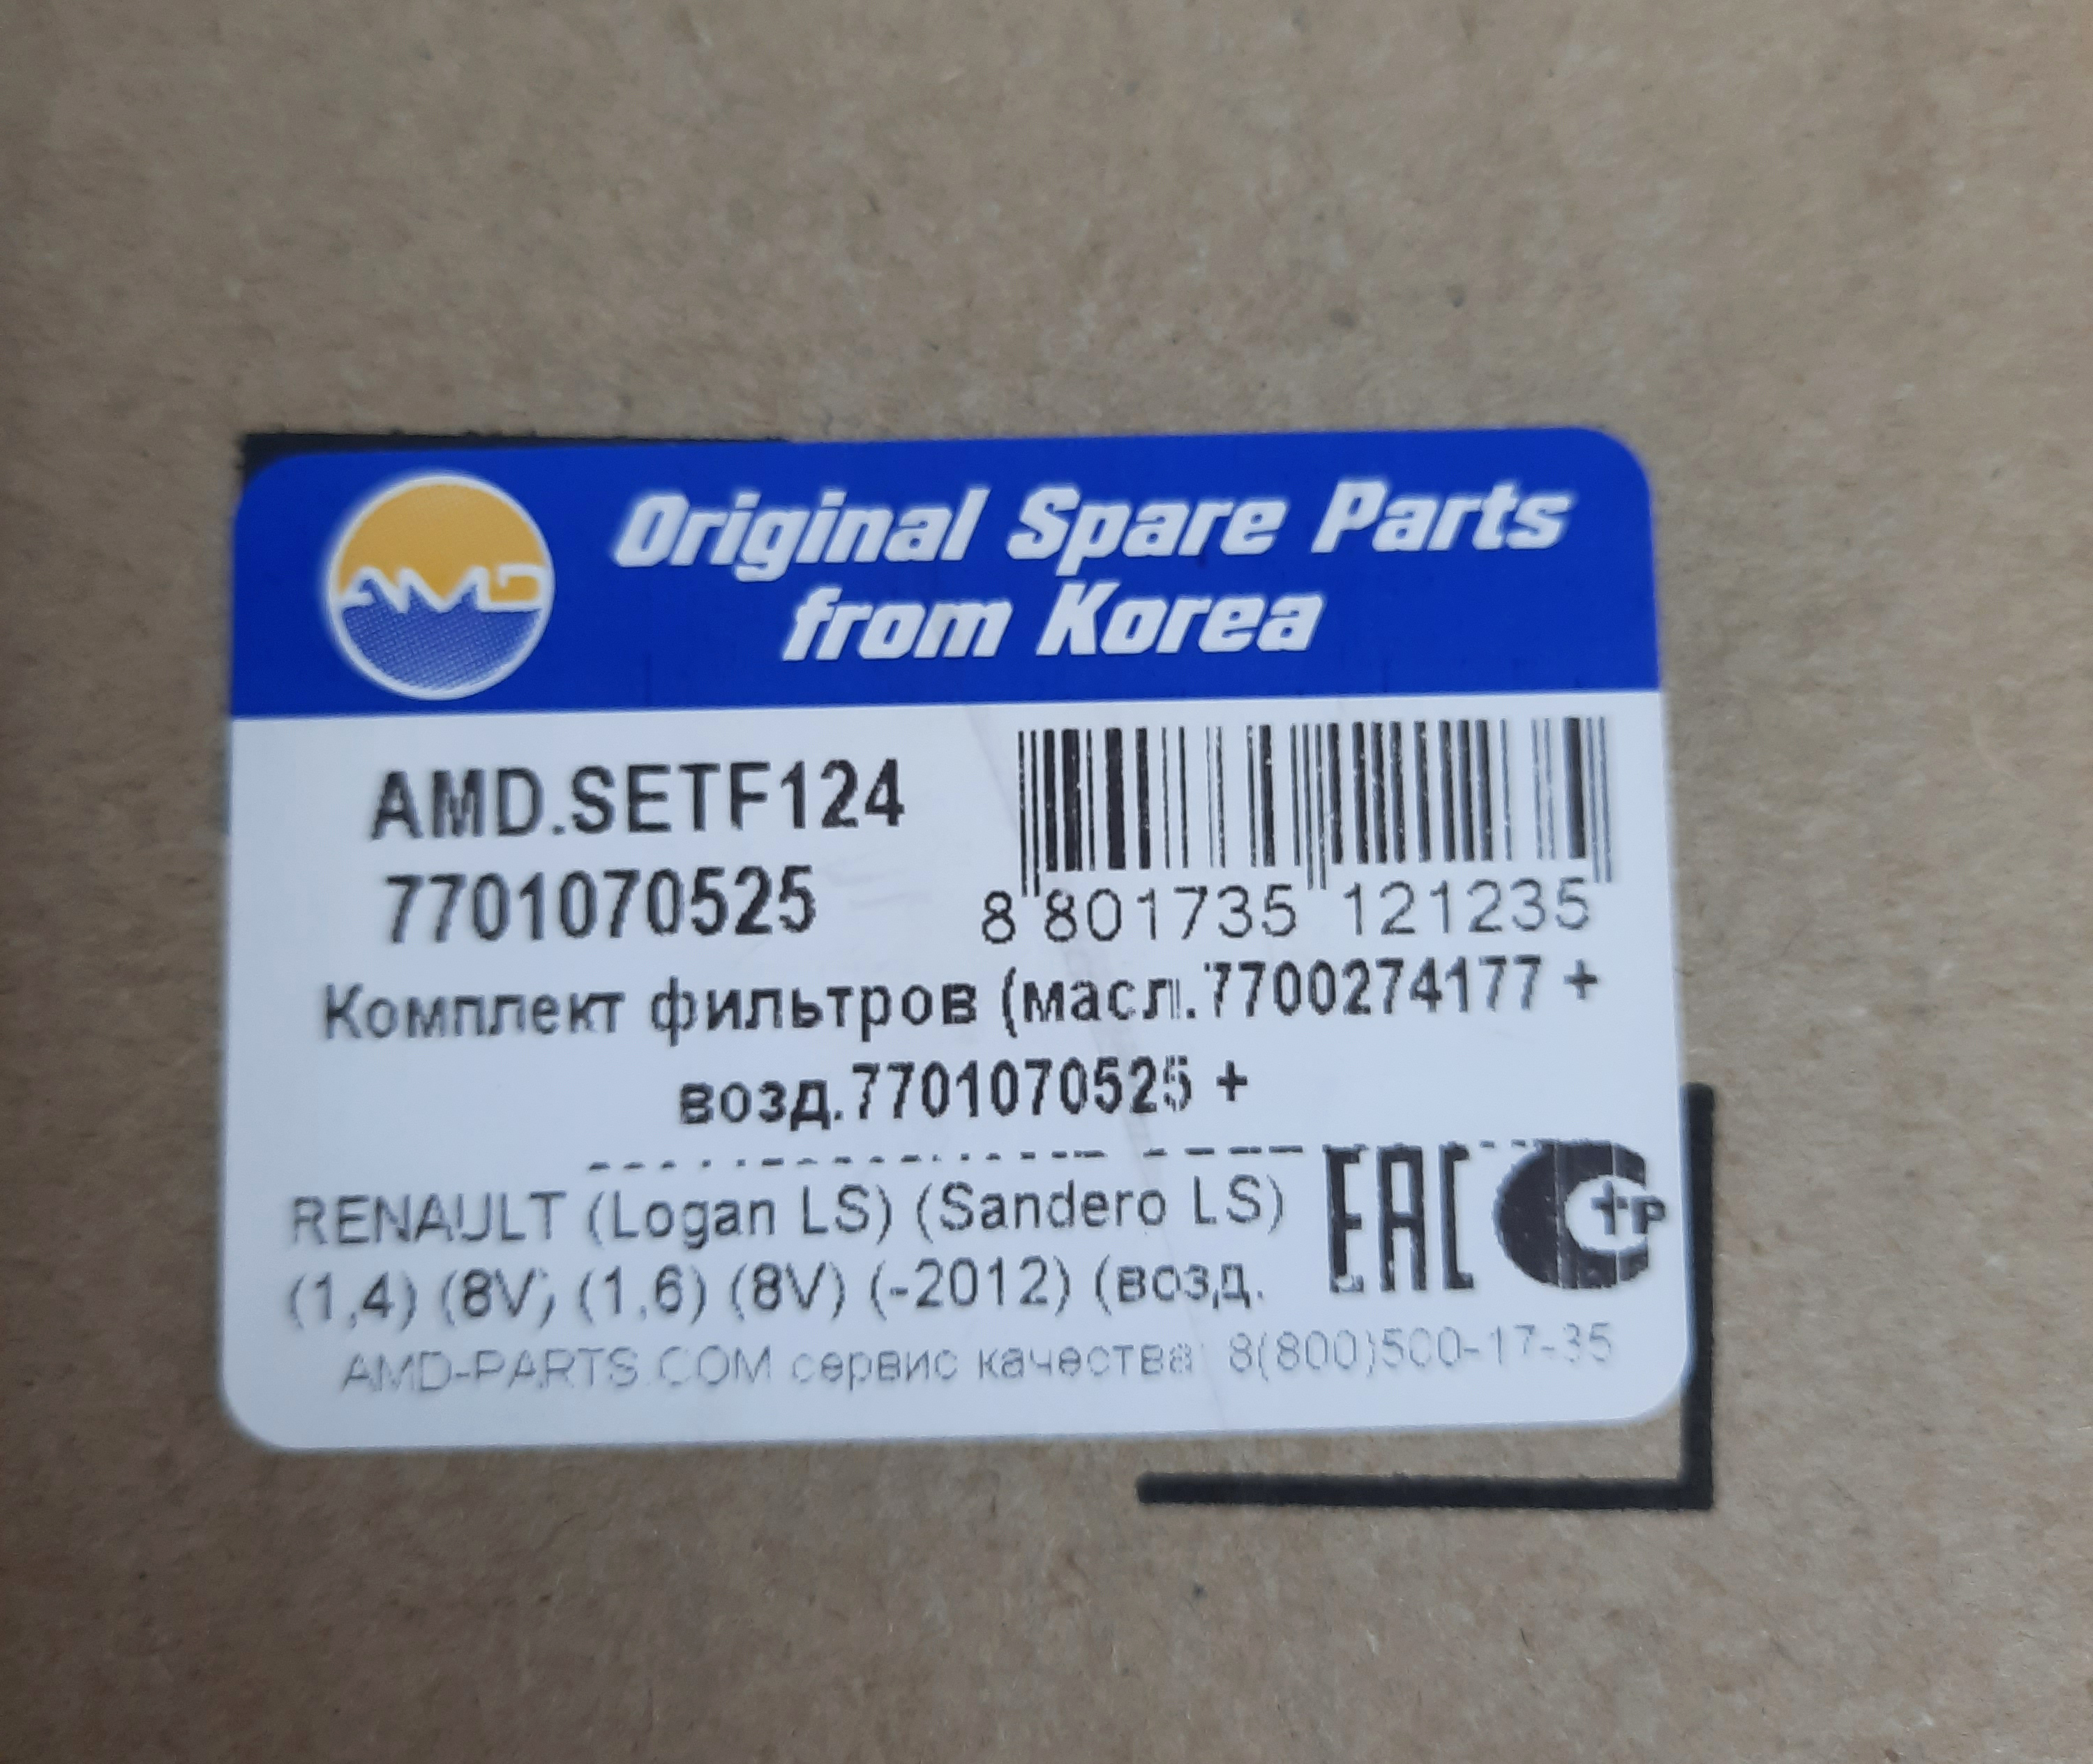 AMD
Original Spare Parts
from Korea
AMD.SETF124
7701070525
8 801735 121235
Комплект фильтров (масл.7700274177 +
возд.7701070525 +
RENAULT (Logan LS) (Sandero LS)
(1,4) (8V) (1,6) (8V) (-2012) (возд.
EAC
СТР
AMD-PARTS.COM сервис качества: 8(800)500-17-35